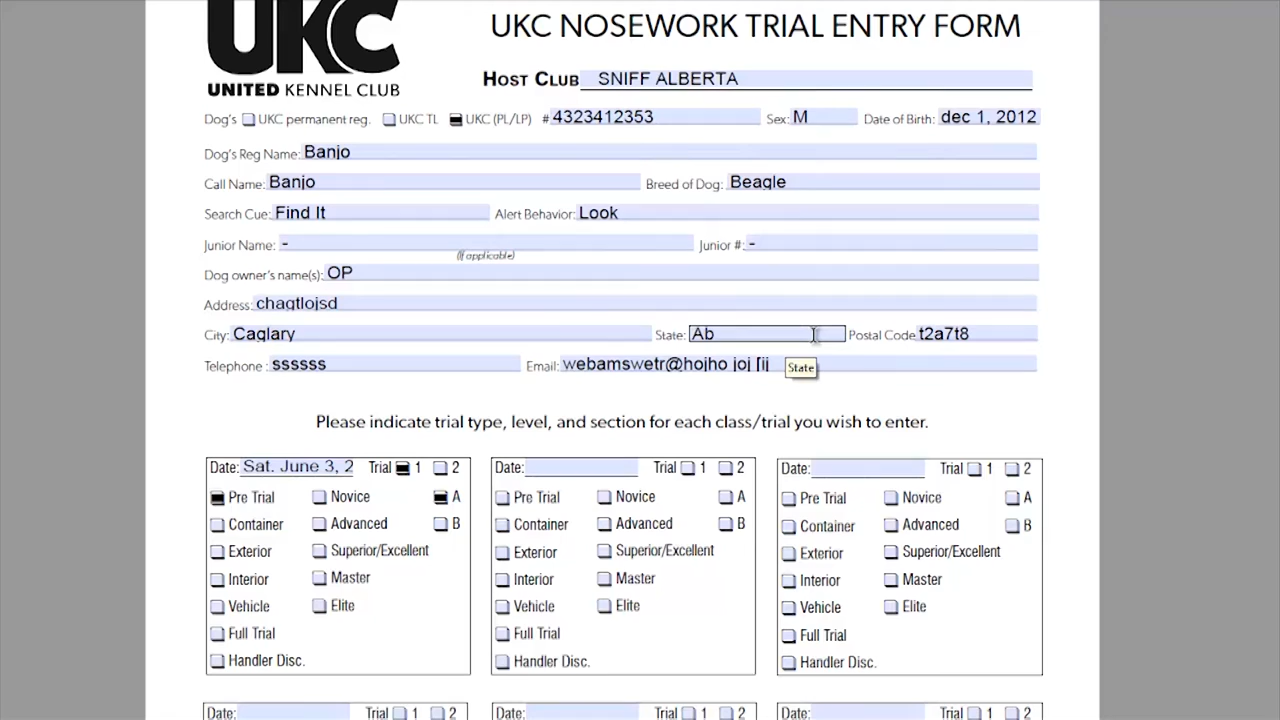 UKC
UNITED KENNEL CLUB
UKC NOSEWORK TRIAL ENTRY FORM
HOST CLUB SNIFF ALBERTA
Dog's UKC permanent reg. UKC TL UKC (PL/LP) # 4323412353 Sex: M Date of Birth: dec 1, 2012
Dog's Reg Name: Banjo
Call Name: Banjo Breed of Dog: Beagle
Search Cue: Find It Alert Behavior: Look
Junior Name: - Junior #: -
(If applicable)
Dog owner's name(s): OP
Address: chagtlojsd
City: Caglary State: Ab Postal Code t2a7t8
Telephone : ssssss Email: webamswetr@hojho joj [ij
State
Please indicate trial type, level, and section for each class/trial you wish to enter.
Date: Sat. June 3, 2 Trial 1 2
Pre Trial Novice A
Container Advanced B
Exterior Superior/Excellent
Interior Master
Vehicle Elite
Full Trial
Handler Disc.
Date: Trial 1 2
Pre Trial Novice A
Container Advanced B
Exterior Superior/Excellent
Interior Master
Vehicle Elite
Full Trial
Handler Disc.
Date: Trial 1 2
Pre Trial Novice A
Container Advanced B
Exterior Superior/Excellent
Interior Master
Vehicle Elite
Full Trial
Handler Disc.
Date: Trial 1 2
Date: Trial 1 2
Date: Trial 1 2